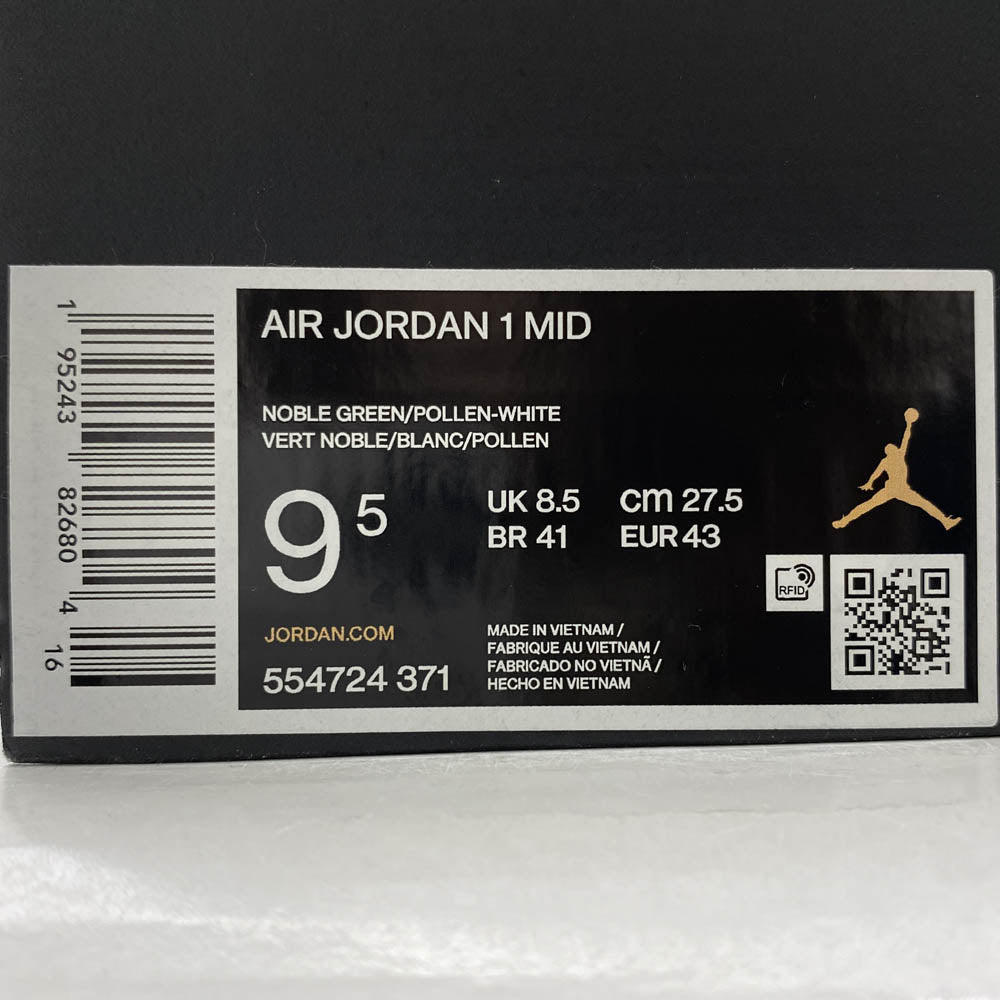 AIR JORDAN 1 MID
NOBLE GREEN/POLLEN-WHITE
VERT NOBLE/BLANC/POLLEN
9 5
UK 8.5 cm 27.5
BR 41 EUR 43
JORDAN.COM
554724 371
MADE IN VIETNAM /
FABRIQUE AU VIETNAM /
FABRICADO NO VIETNÃ /
HECHO EN VIETNAM
RFID
1 95243 82680 4 16